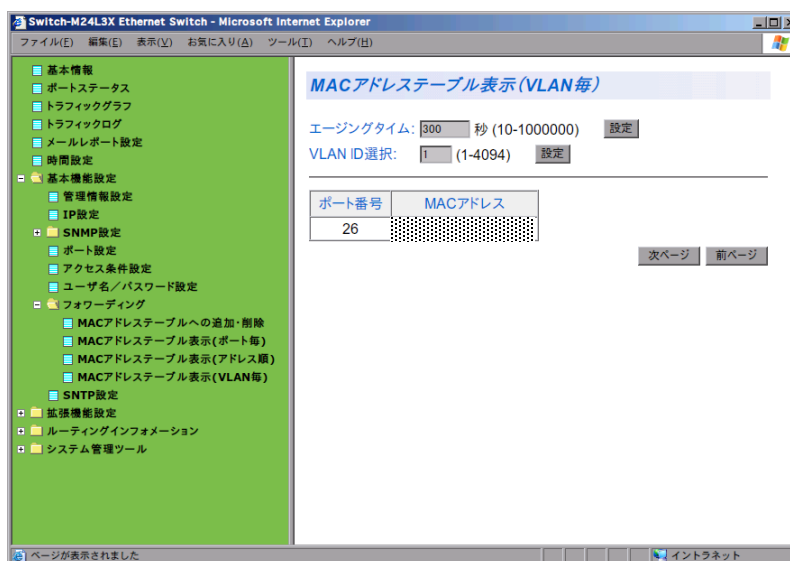 Switch-M24L3X Ethernet Switch - Microsoft Internet Explorer
ファイル(F) 編集(E) 表示(V) お気に入り(A) ツール(T) ヘルプ(H)
基本情報
ポートステータス
トラフィックグラフ
トラフィックログ
メールレポート設定
時間設定
基本機能設定
管理情報設定
IP設定
SNMP設定
ポート設定
アクセス条件設定
ユーザ名／パスワード設定
フォワーディング
MACアドレステーブルへの追加・削除
MACアドレステーブル表示(ポート毎)
MACアドレステーブル表示(アドレス順)
MACアドレステーブル表示(VLAN毎)
SNTP設定
拡張機能設定
ルーティングインフォメーション
システム管理ツール
MACアドレステーブル表示(VLAN毎)
エージングタイム: 300 秒 (10-1000000) 設定
VLAN ID選択: 1 (1-4094) 設定
ポート番号 MACアドレス
26
次ページ 前ページ
ページが表示されました イントラネット